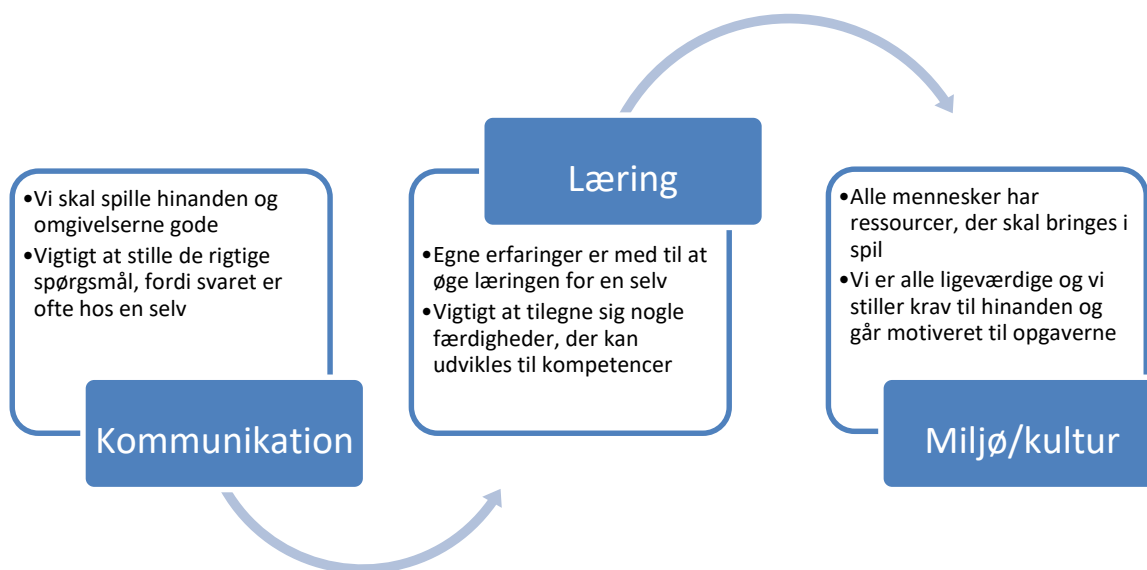 •Vi skal spille hinanden og
omgivelserne gode
•Vigtigt at stille de rigtige
spørgsmål, fordi svaret er
ofte hos en selv
Kommunikation
Læring
•Egne erfaringer er med til at
øge læringen for en selv
•Vigtigt at tilegne sig nogle
færdigheder, der kan
udvikles til kompetencer
•Alle mennesker har
ressourcer, der skal bringes i
spil
•Vi er alle ligeværdige og vi
stiller krav til hinanden og
går motiveret til opgaverne
Miljø/kultur